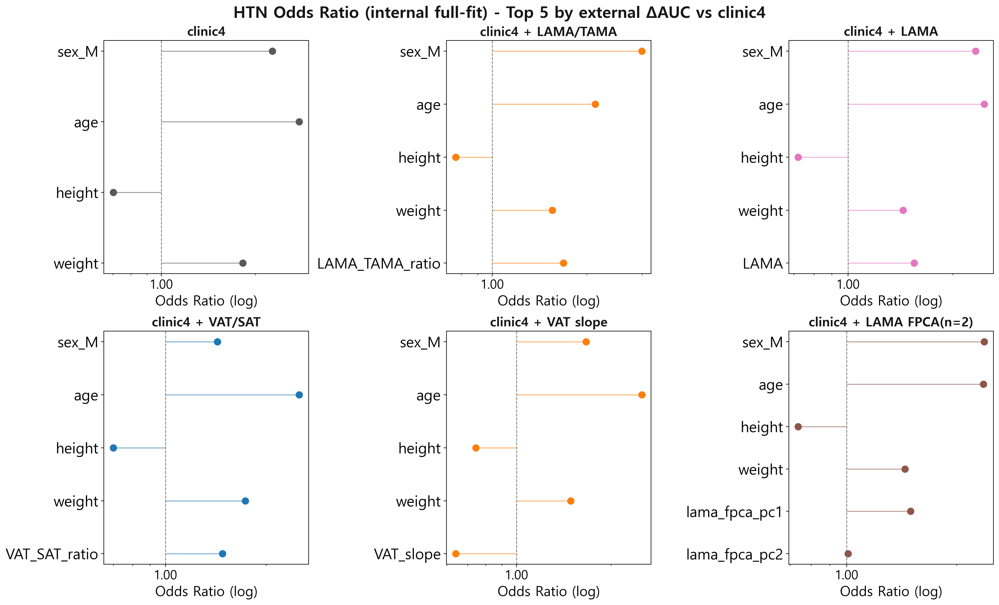 HTN Odds Ratio (internal full-fit) - Top 5 by external ΔAUC vs clinic4
clinic4
sex_M
age
height
weight
1.00
Odds Ratio (log)
clinic4 + LAMA/TAMA
sex_M
age
height
weight
LAMA_TAMA_ratio
1.00
Odds Ratio (log)
clinic4 + LAMA
sex_M
age
height
weight
LAMA
1.00
Odds Ratio (log)
clinic4 + VAT/SAT
sex_M
age
height
weight
VAT_SAT_ratio
1.00
Odds Ratio (log)
clinic4 + VAT slope
sex_M
age
height
weight
VAT_slope
1.00
Odds Ratio (log)
clinic4 + LAMA FPCA(n=2)
sex_M
age
height
weight
lama_fpca_pc1
lama_fpca_pc2
1.00
Odds Ratio (log)